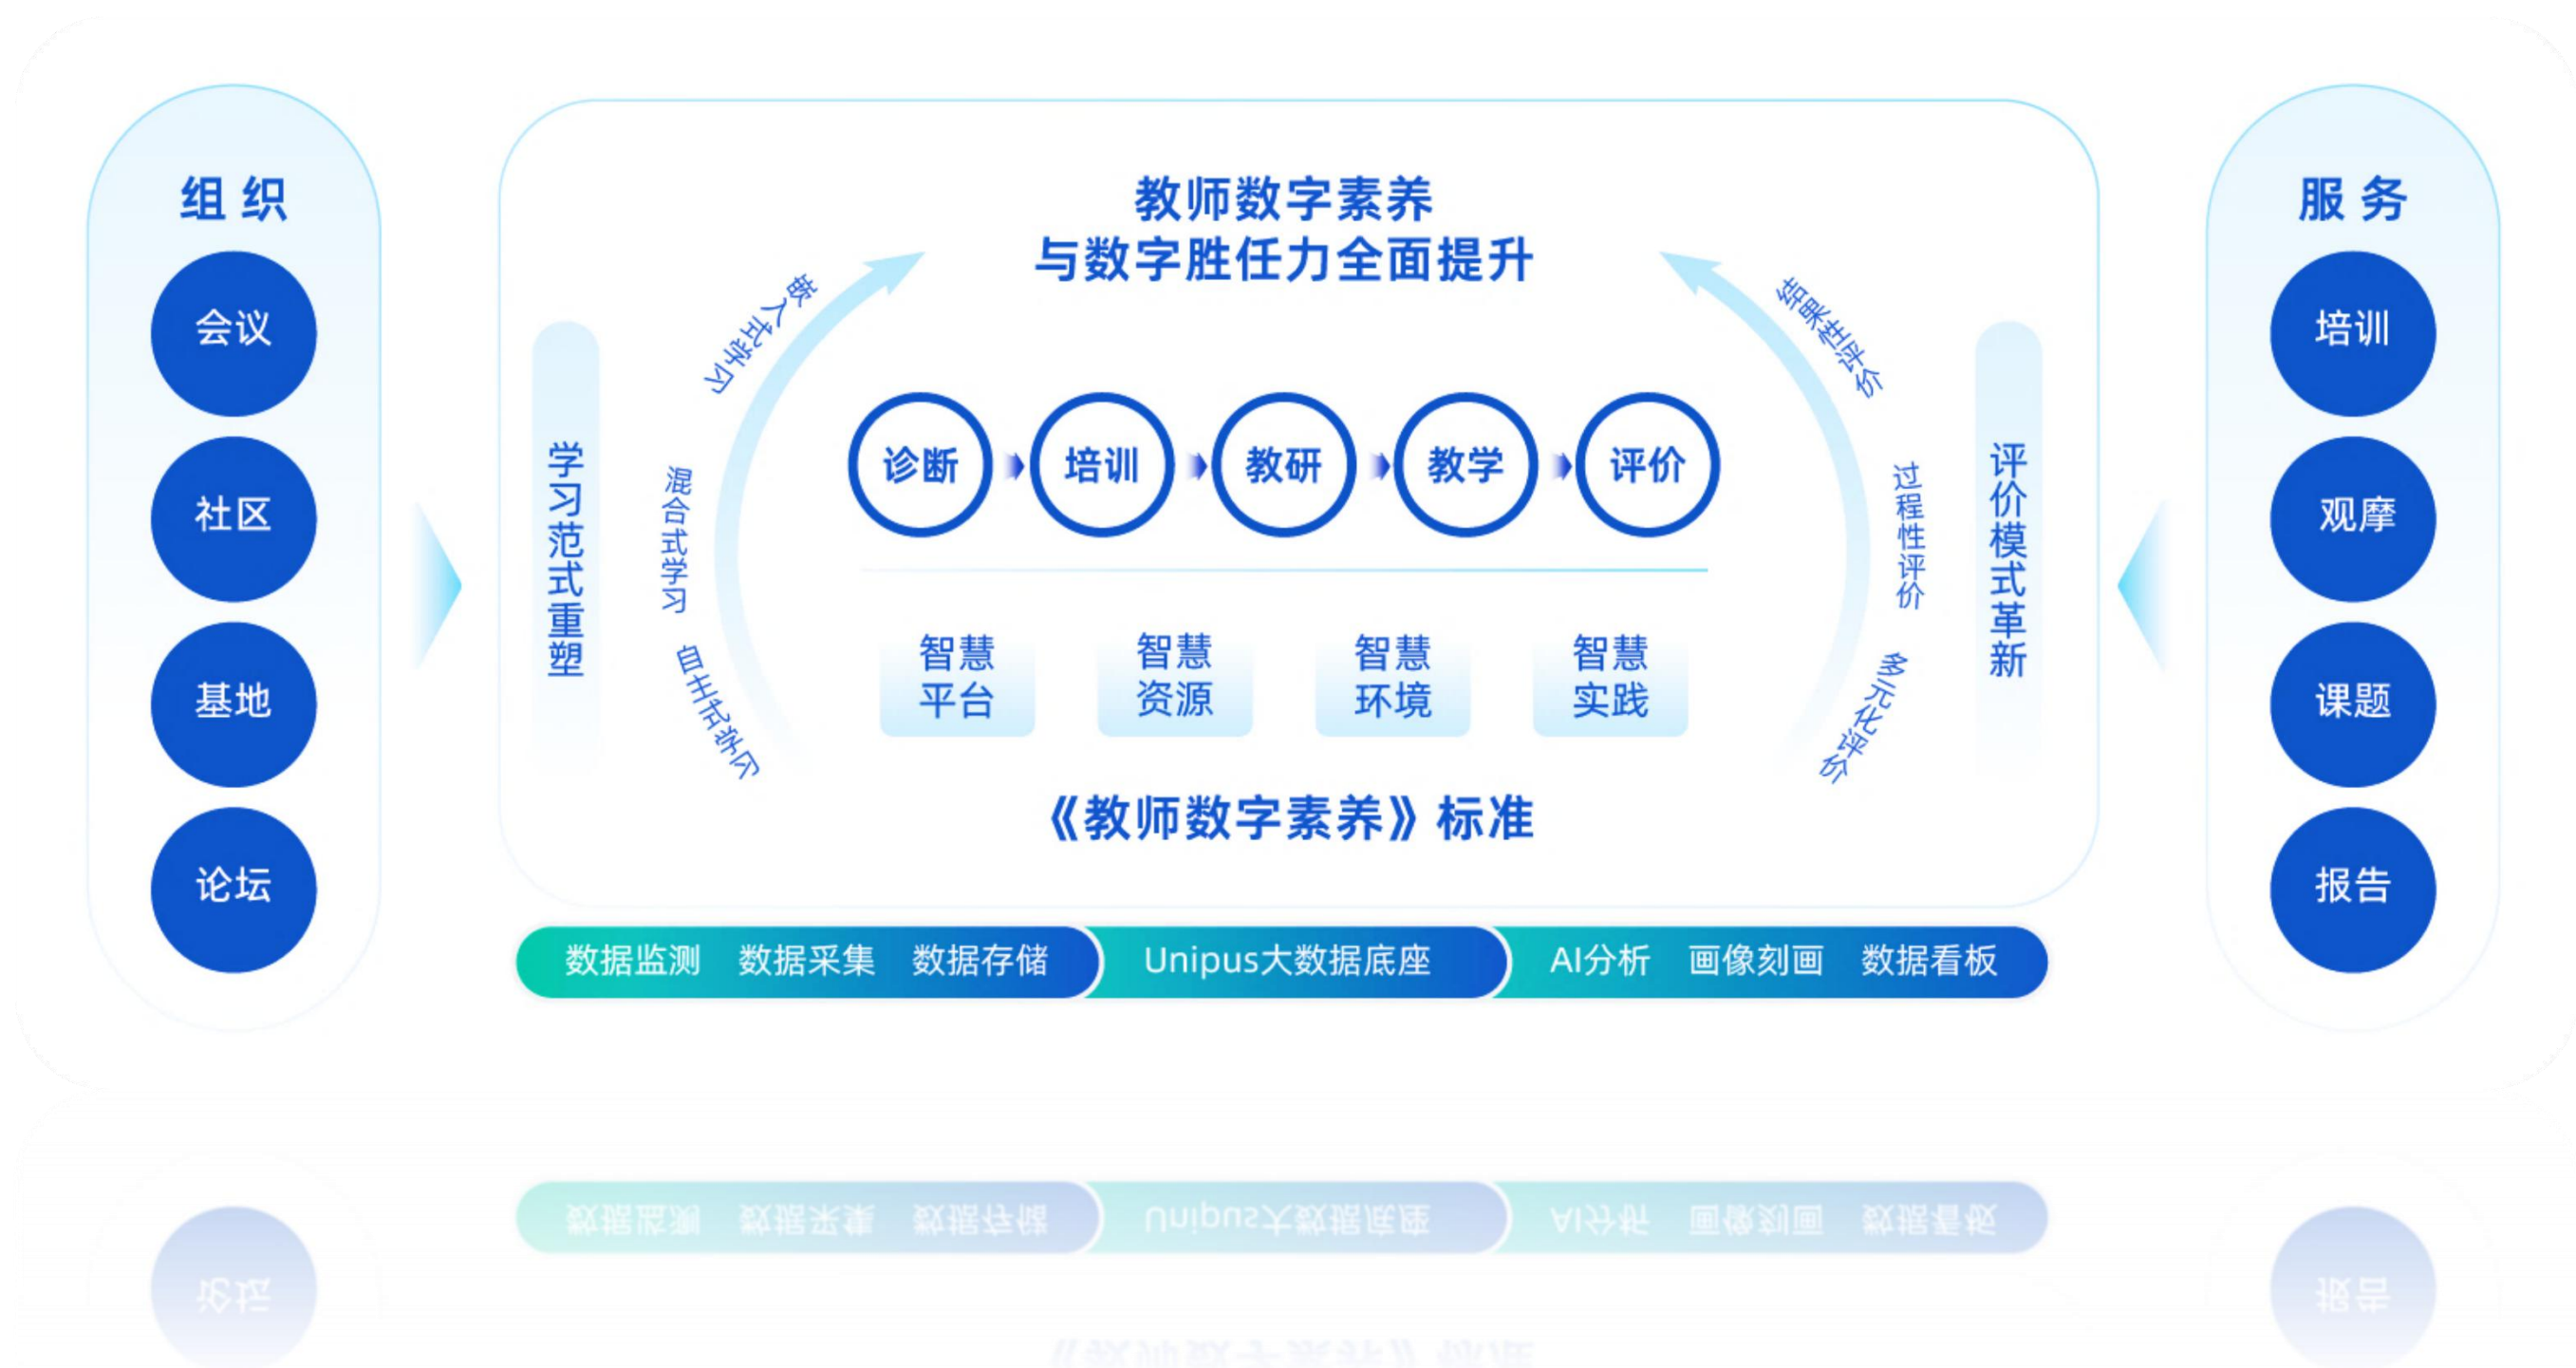 组织
会议
社区
基地
论坛
教师数字素养
与数字胜任力全面提升
学习范式重塑
嵌入式学习
混合式学习
自主式学习
诊断 培训 教研 教学 评价
智慧 智慧 智慧 智慧
平台 资源 环境 实践
结果性评价
过程性评价
多元化评价
评价模式革新
《教师数字素养》标准
数据监测 数据采集 数据存储 Unipus大数据底座 AI分析 画像刻画 数据看板
服务
培训
观摩
课题
报告